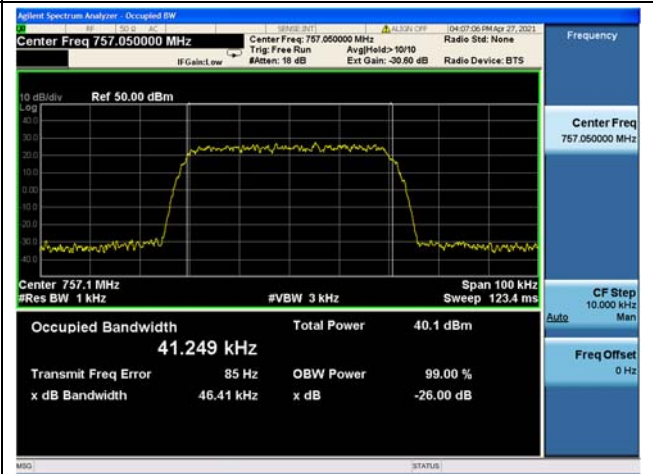 Agilent Spectrum Analyzer - Occupied BW
RF 50 Ω AC SENSE:INT ALIGN OFF 04:07:06 PM Apr 27, 2021
Center Freq 757.050000 MHz
Center Freq: 757.050000 MHz Radio Std: None
Trig: Free Run Avg|Hold:> 10/10
IFGain:Low #Atten: 18 dB Ext Gain: -30.60 dB Radio Device: BTS
10 dB/div Ref 50.00 dBm
Log
40.0
30.0
20.0
10.0
0.00
-10.0
-20.0
-30.0
-40.0
Center 757.1 MHz Span 100 kHz
#Res BW 1 kHz #VBW 3 kHz Sweep 123.4 ms
Occupied Bandwidth Total Power 40.1 dBm
41.249 kHz
Transmit Freq Error 85 Hz OBW Power 99.00 %
x dB Bandwidth 46.41 kHz x dB -26.00 dB
MSG STATUS
Frequency
Center Freq
757.050000 MHz
CF Step
10.000 kHz
Auto Man
Freq Offset
0 Hz